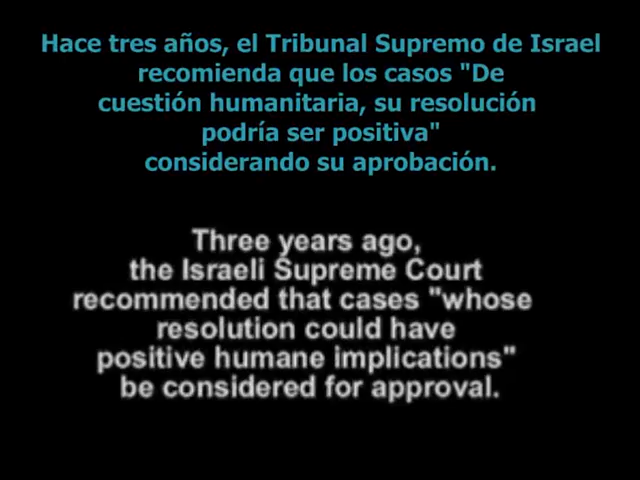 Hace tres años, el Tribunal Supremo de Israel
recomienda que los casos "De
cuestión humanitaria, su resolución
podría ser positiva"
considerando su aprobación.
Three years ago,
the Israeli Supreme Court
recommended that cases "whose
resolution could have
positive humane implications"
be considered for approval.